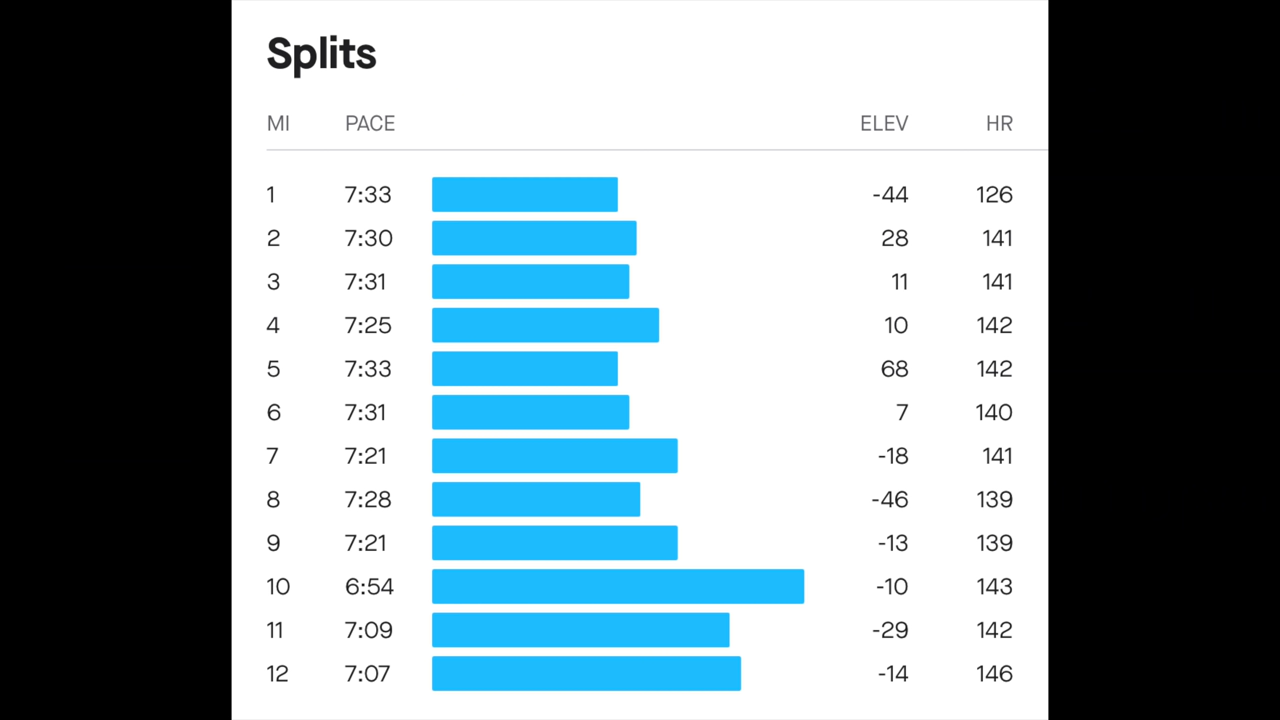 Splits
MI PACE ELEV HR
1 7:33 -44 126
2 7:30 28 141
3 7:31 11 141
4 7:25 10 142
5 7:33 68 142
6 7:31 7 140
7 7:21 -18 141
8 7:28 -46 139
9 7:21 -13 139
10 6:54 -10 143
11 7:09 -29 142
12 7:07 -14 146